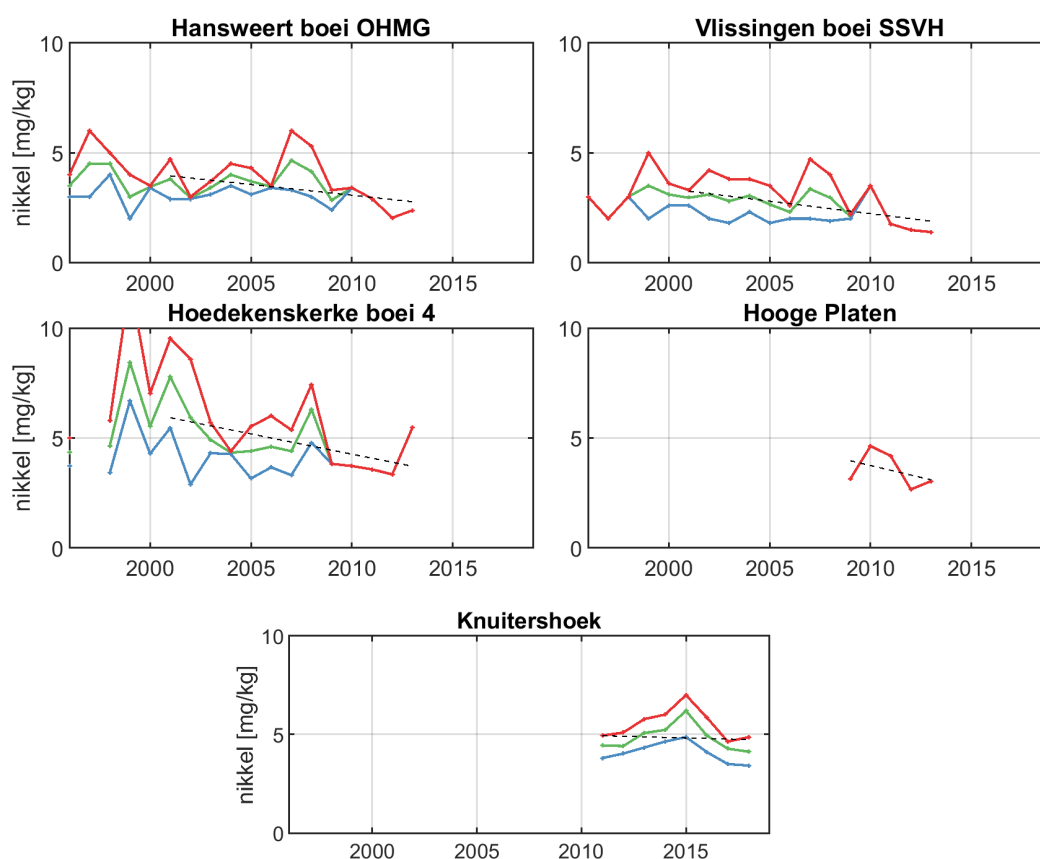 Hansweert boei OHMG
Vlissingen boei SSVH
nikkel [mg/kg]
10
5
0
2000 2005 2010 2015
10
5
0
2000 2005 2010 2015
Hoedekenskerke boei 4
Hooge Platen
nikkel [mg/kg]
10
5
0
2000 2005 2010 2015
10
5
0
2000 2005 2010 2015
Knuitershoek
nikkel [mg/kg]
10
5
0
2000 2005 2010 2015